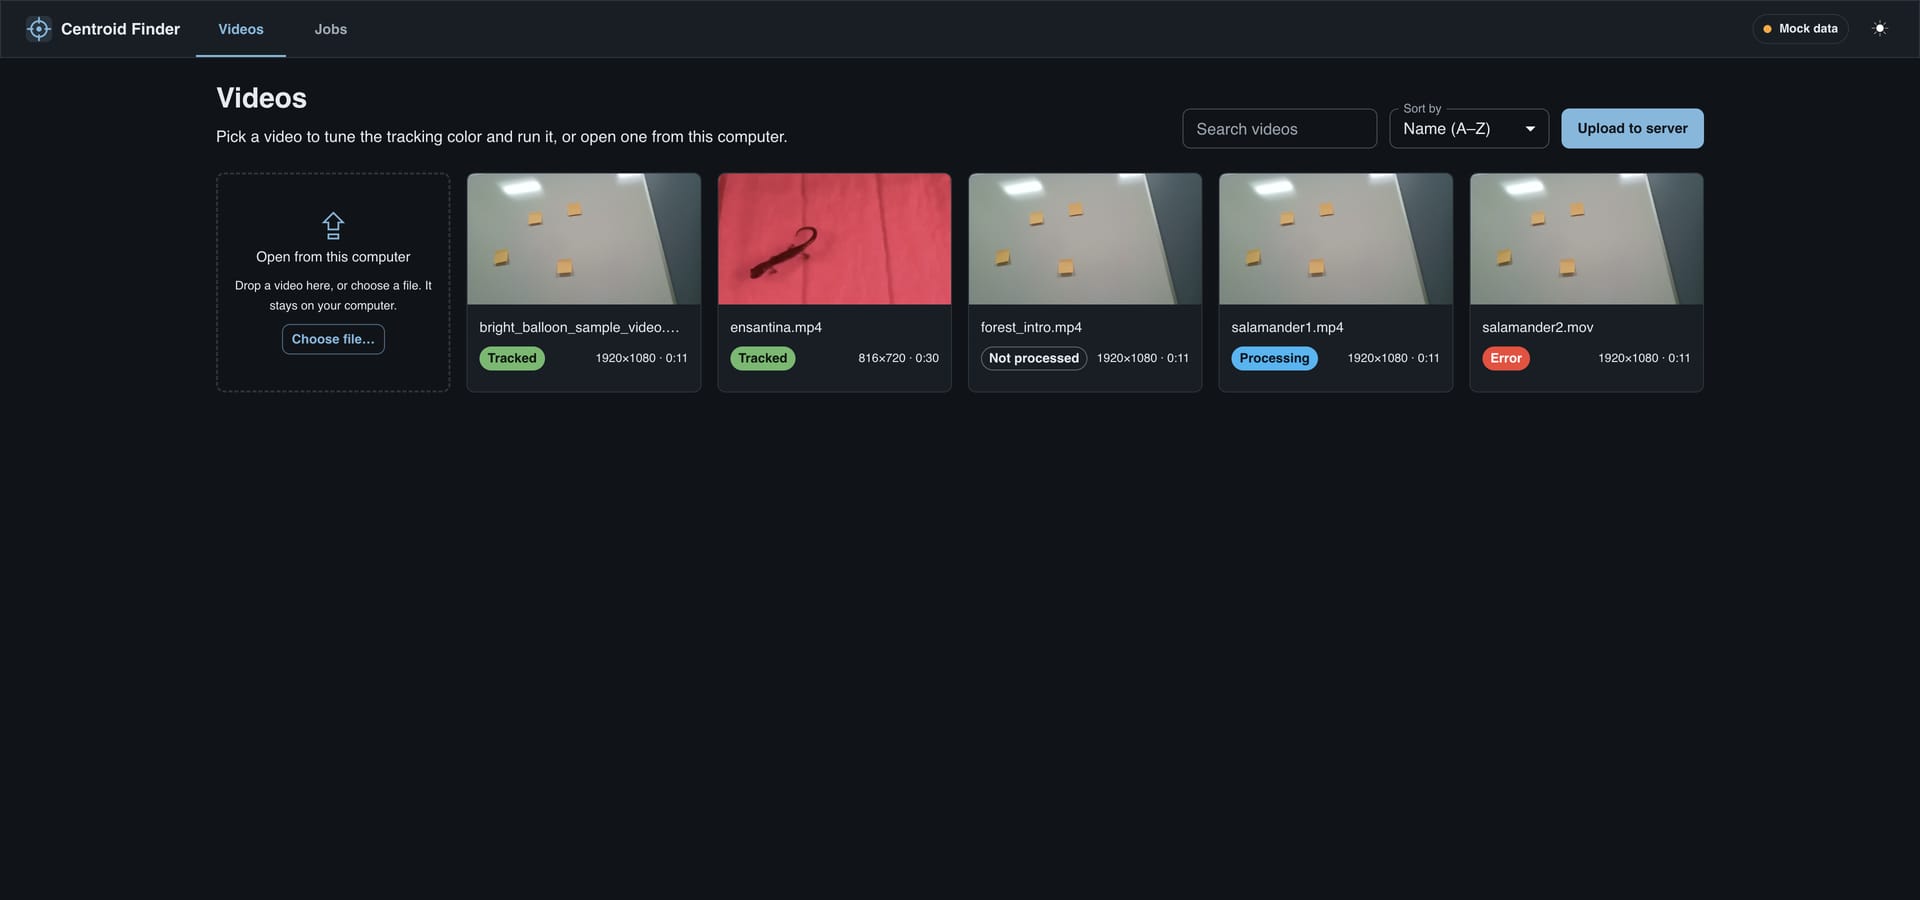 Centroid Finder
Videos
Jobs
Mock data
Videos
Pick a video to tune the tracking color and run it, or open one from this computer.
Search videos
Sort by
Name (A–Z)
Upload to server
Open from this computer
Drop a video here, or choose a file. It
stays on your computer.
Choose file…
bright_balloon_sample_video.…
Tracked
1920×1080 · 0:11
ensantina.mp4
Tracked
816×720 · 0:30
forest_intro.mp4
Not processed
1920×1080 · 0:11
salamander1.mp4
Processing
1920×1080 · 0:11
salamander2.mov
Error
1920×1080 · 0:11